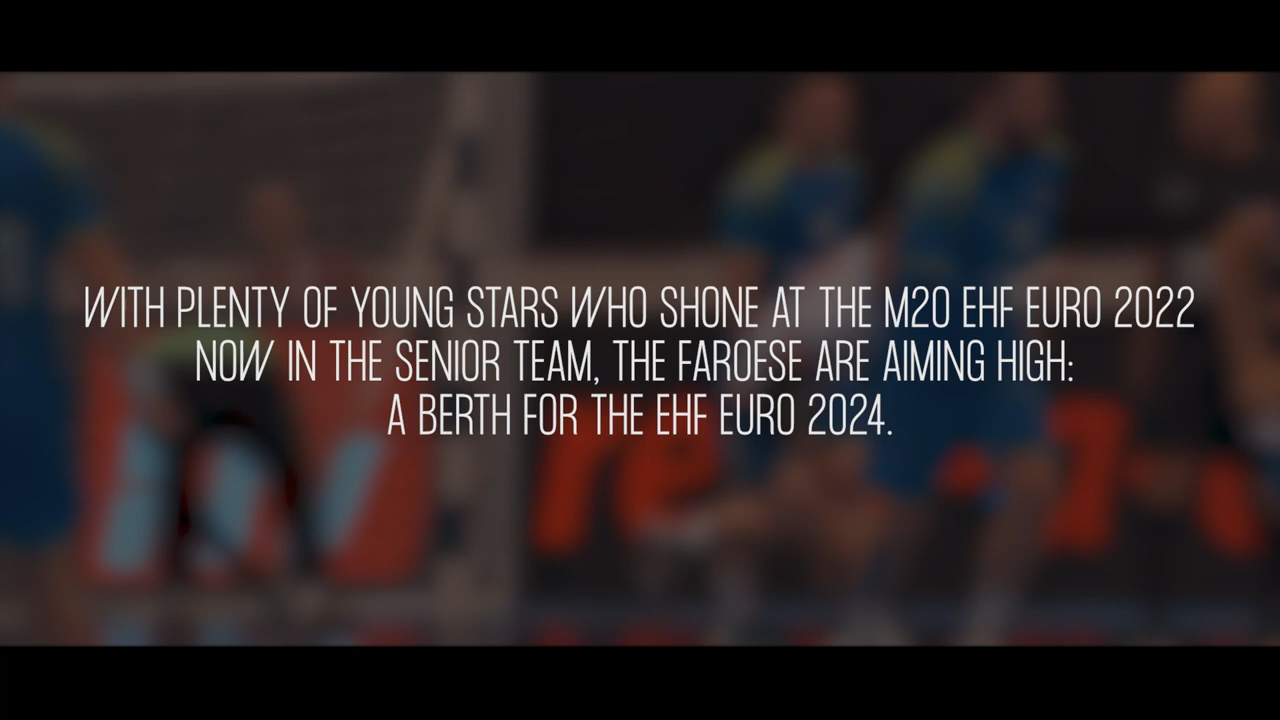 WITH PLENTY OF YOUNG STARS WHO SHONE AT THE M20 EHF EURO 2022
NOW IN THE SENIOR TEAM, THE FAROESE ARE AIMING HIGH:
A BERTH FOR THE EHF EURO 2024.